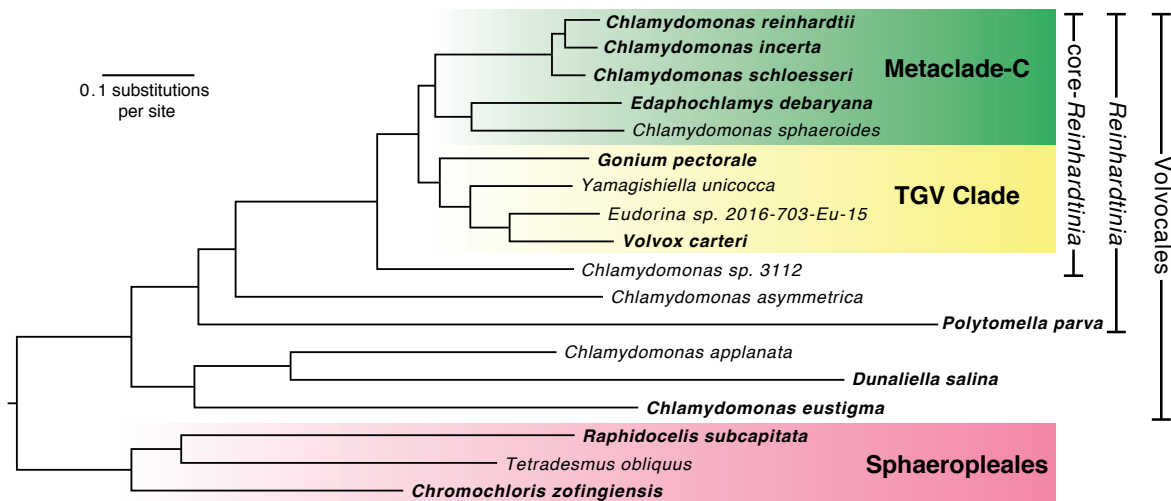 Chlamydomonas reinhardtii
Chlamydomonas incerta
Chlamydomonas schloesseri
Metaclade-C
Edaphochlamys debaryana
Chlamydomonas sphaeroides
0.1 substitutions
per site
Gonium pectorale
Yamagishiella unicocca
TGV Clade
Eudorina sp. 2016-703-Eu-15
Volvox carteri
Chlamydomonas sp. 3112
Chlamydomonas asymmetrica
Polytomella parva
Chlamydomonas applanata
Dunaliella salina
Chlamydomonas eustigma
Raphidocelis subcapitata
Tetradesmus obliquus
Sphaeropleales
Chromochloris zofingiensis
core-Reinhardtinia
Reinhardtinia
Volvocales